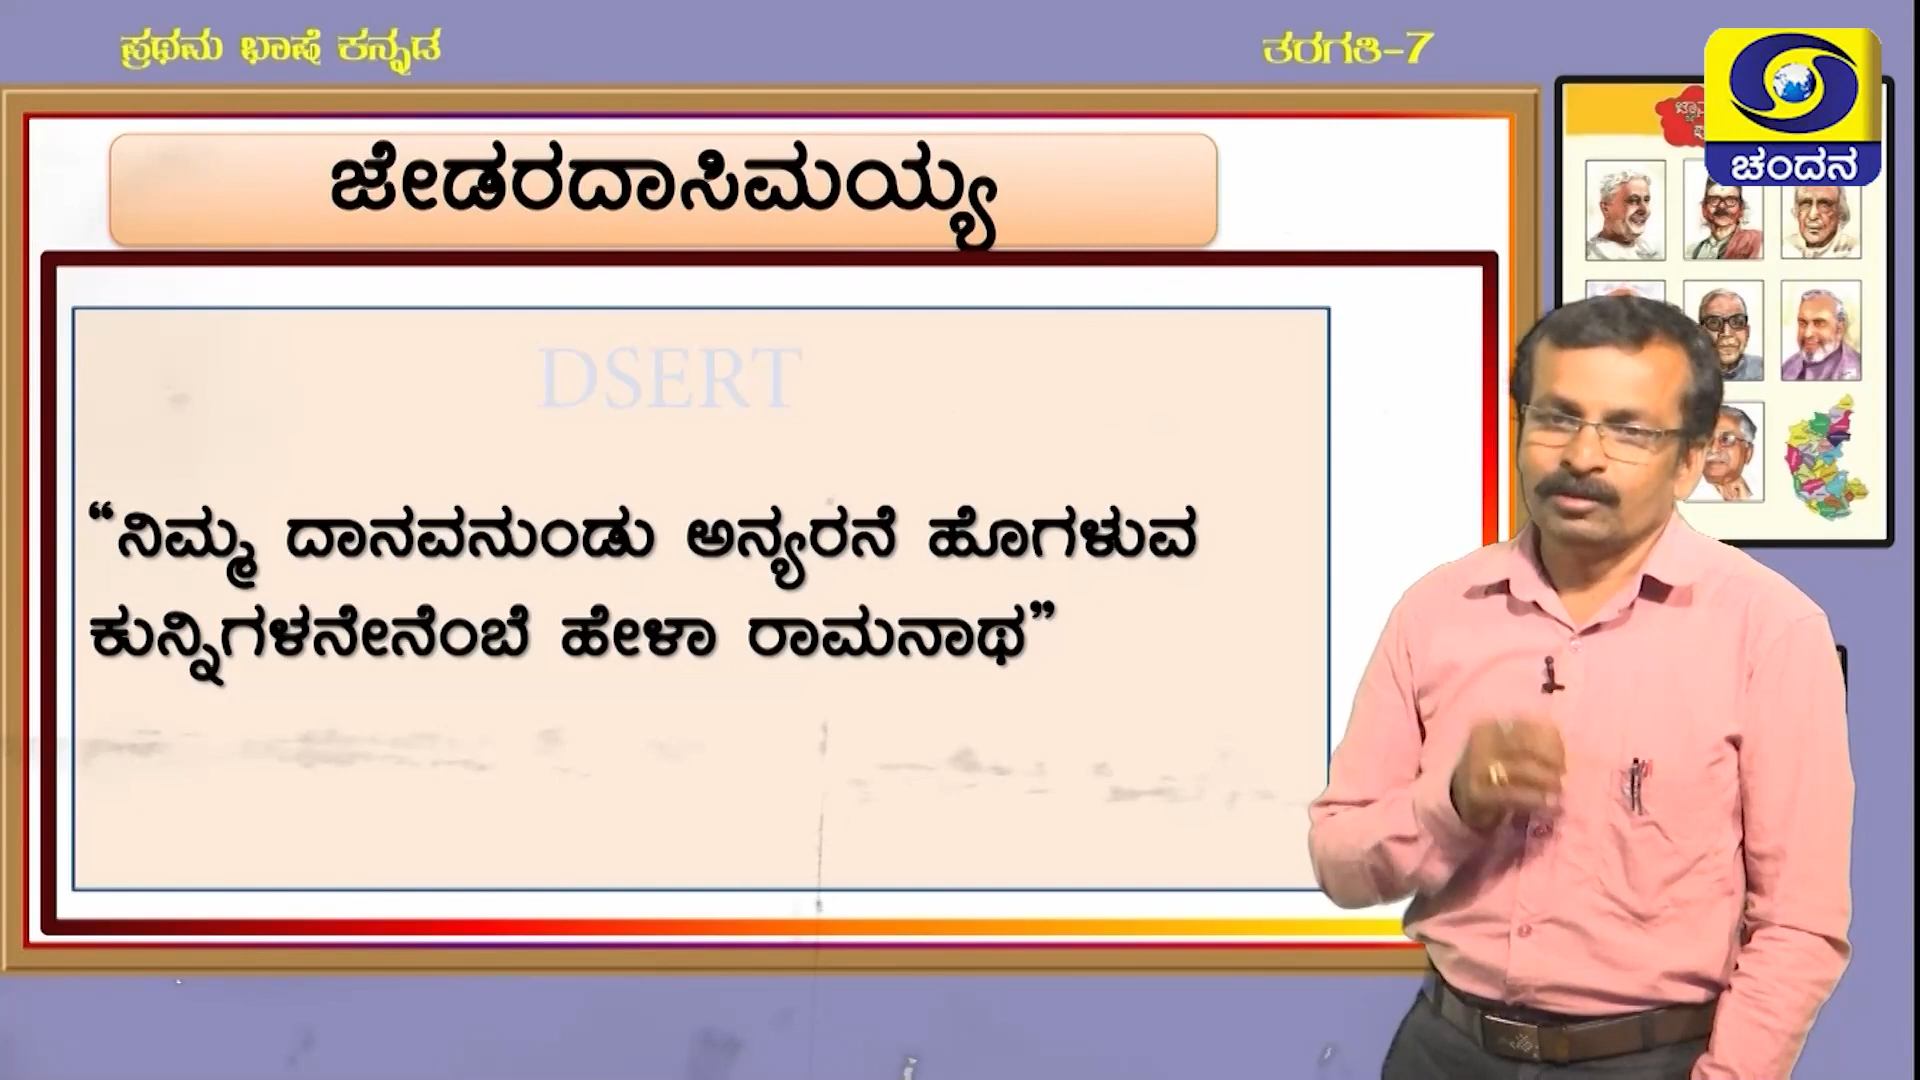 ಪ್ರಥಮ ಭಾಷೆ ಕನ್ನಡ
ತರಗತಿ-7
ಚಂದನ
ಜೇಡರದಾಸಿಮಯ್ಯ
DSERT
“ನಿಮ್ಮ ದಾನವನುಂಡು ಅನ್ಯರನೆ ಹೊಗಳುವ
ಕುನ್ನಿಗಳನೇನೆಂಬೆ ಹೇಳಾ ರಾಮನಾಥ”